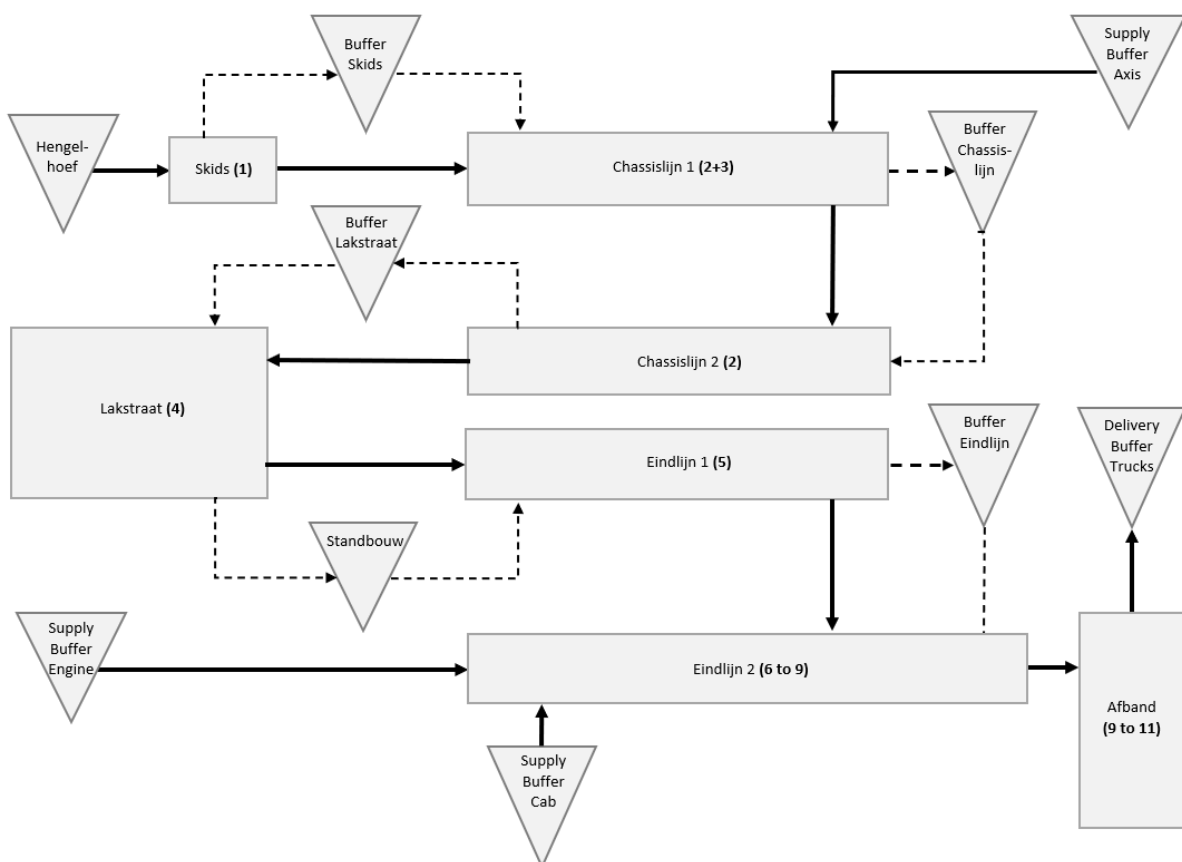 Buffer
Skids
Supply
Buffer
Axis
Hengel-
hoef
Skids (1)
Chassislijn 1 (2+3)
Buffer
Chassis-
lijn
Buffer
Lakstraat
Chassislijn 2 (2)
Lakstraat (4)
Eindlijn 1 (5)
Buffer
Eindlijn
Delivery
Buffer
Trucks
Standbouw
Supply
Buffer
Engine
Eindlijn 2 (6 to 9)
Afband
(9 to 11)
Supply
Buffer
Cab